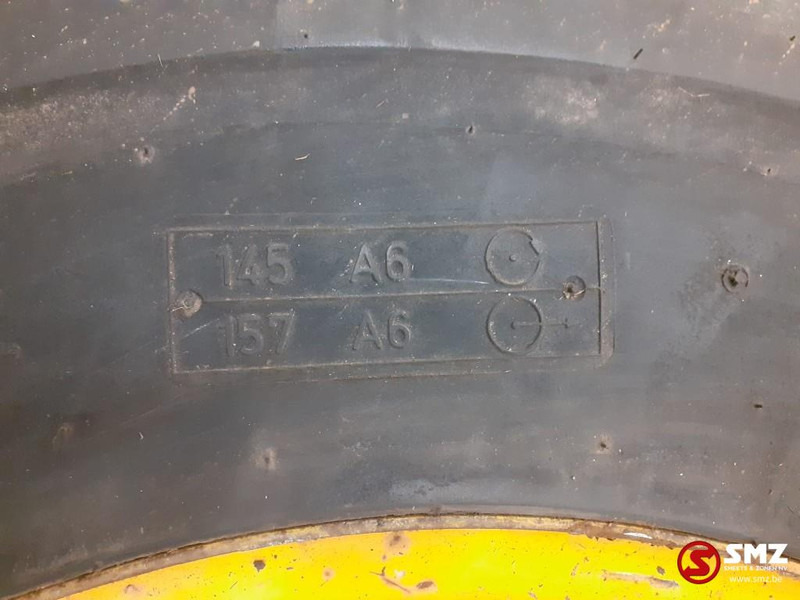 145 A6
157 A6
SMZ
SMEETS & ZONEN NV
www.smz.be